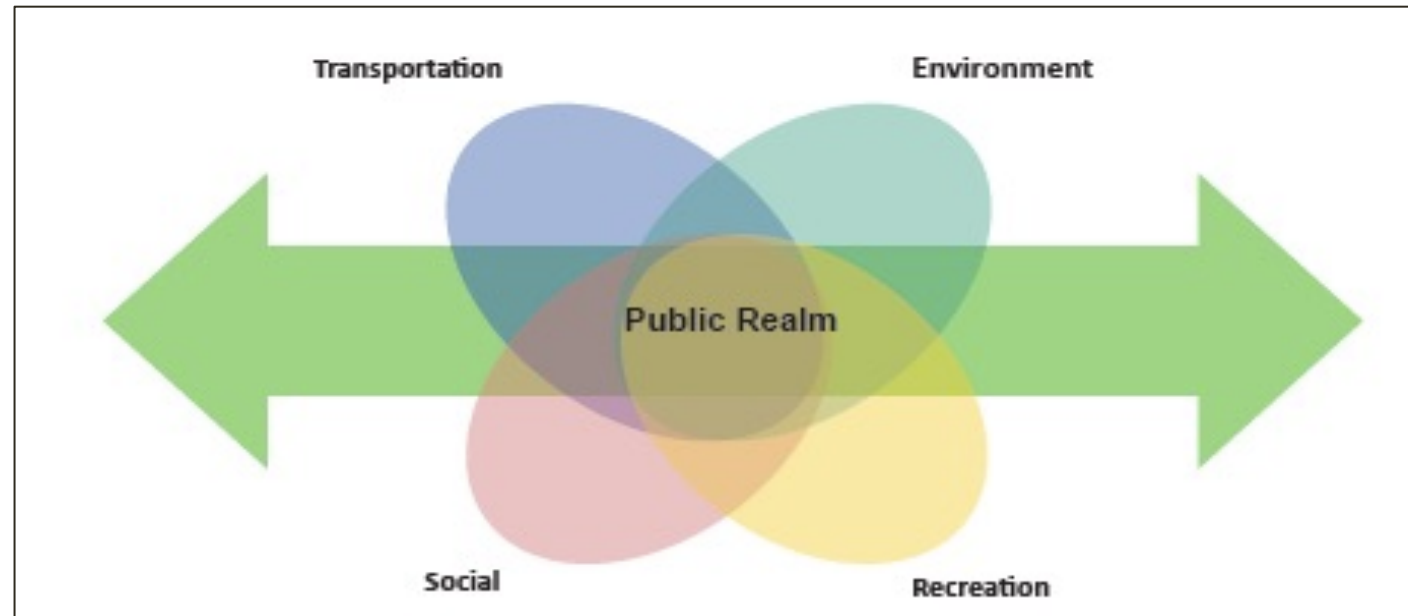 Transportation
Environment
Public Realm
Social
Recreation